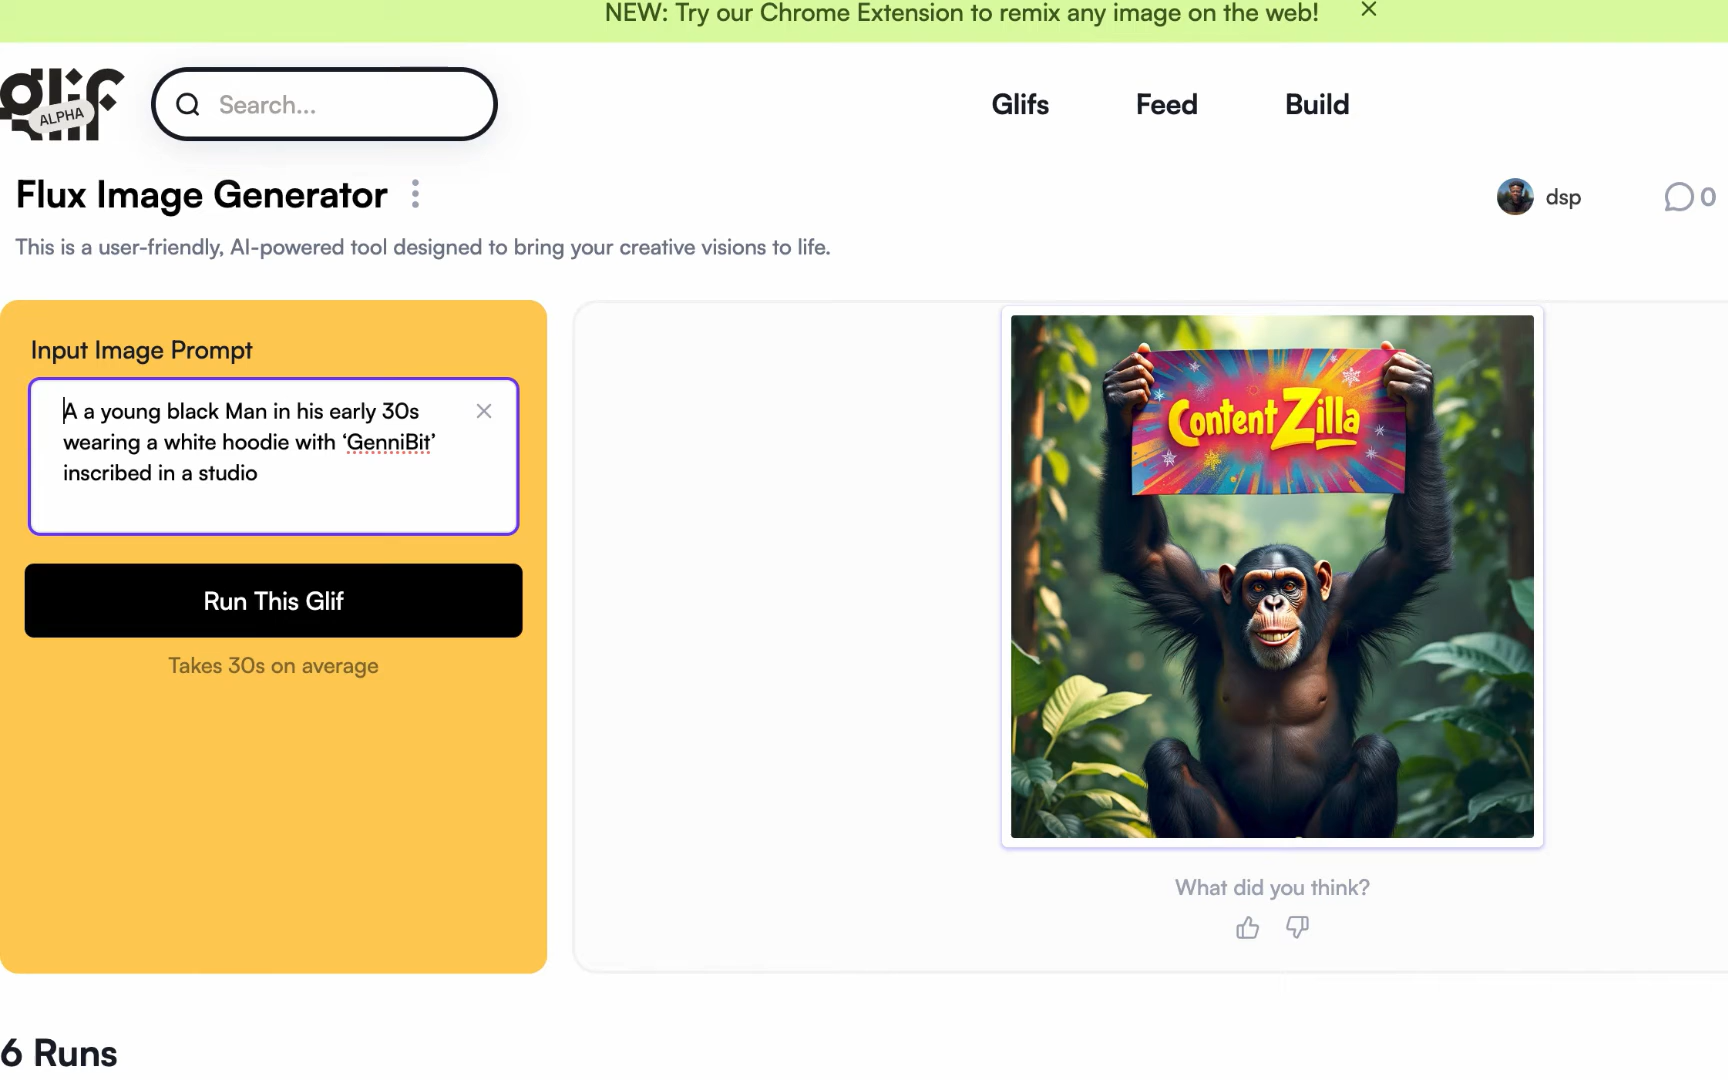 NEW: Try our Chrome Extension to remix any image on the web!
glif
ALPHA
Search...
Glifs
Feed
Build
Flux Image Generator
dsp
0
This is a user-friendly, AI-powered tool designed to bring your creative visions to life.
Input Image Prompt
A a young black Man in his early 30s
wearing a white hoodie with ‘GenniBit’
inscribed in a studio
Run This Glif
Takes 30s on average
ContentZilla
What did you think?
6 Runs